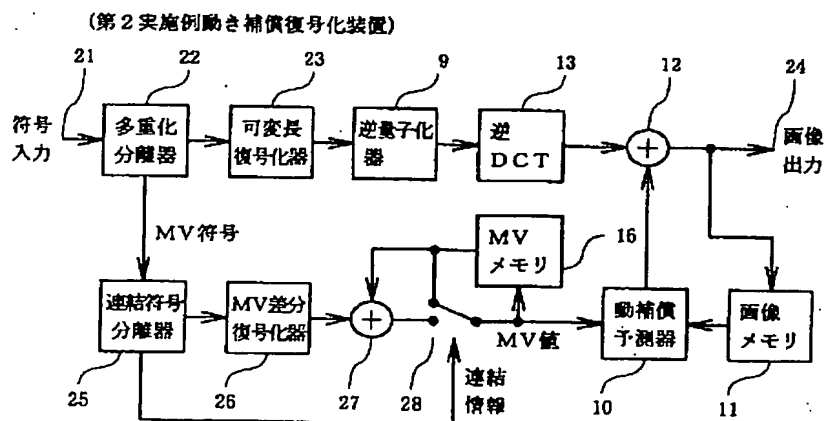 (第2実施例動き補償復号化装置)
21
22
23
9
13
12
24
符号
入力
多重化
分離器
可変長
復号化器
逆量子化
器
逆
DCT
+
画像
出力
MV符号
MV
メモリ
16
連結符号
分離器
MV差分
復号化器
+
MV値
動補償
予測器
画像
メモリ
25
26
27
28
連結
情報
10
11